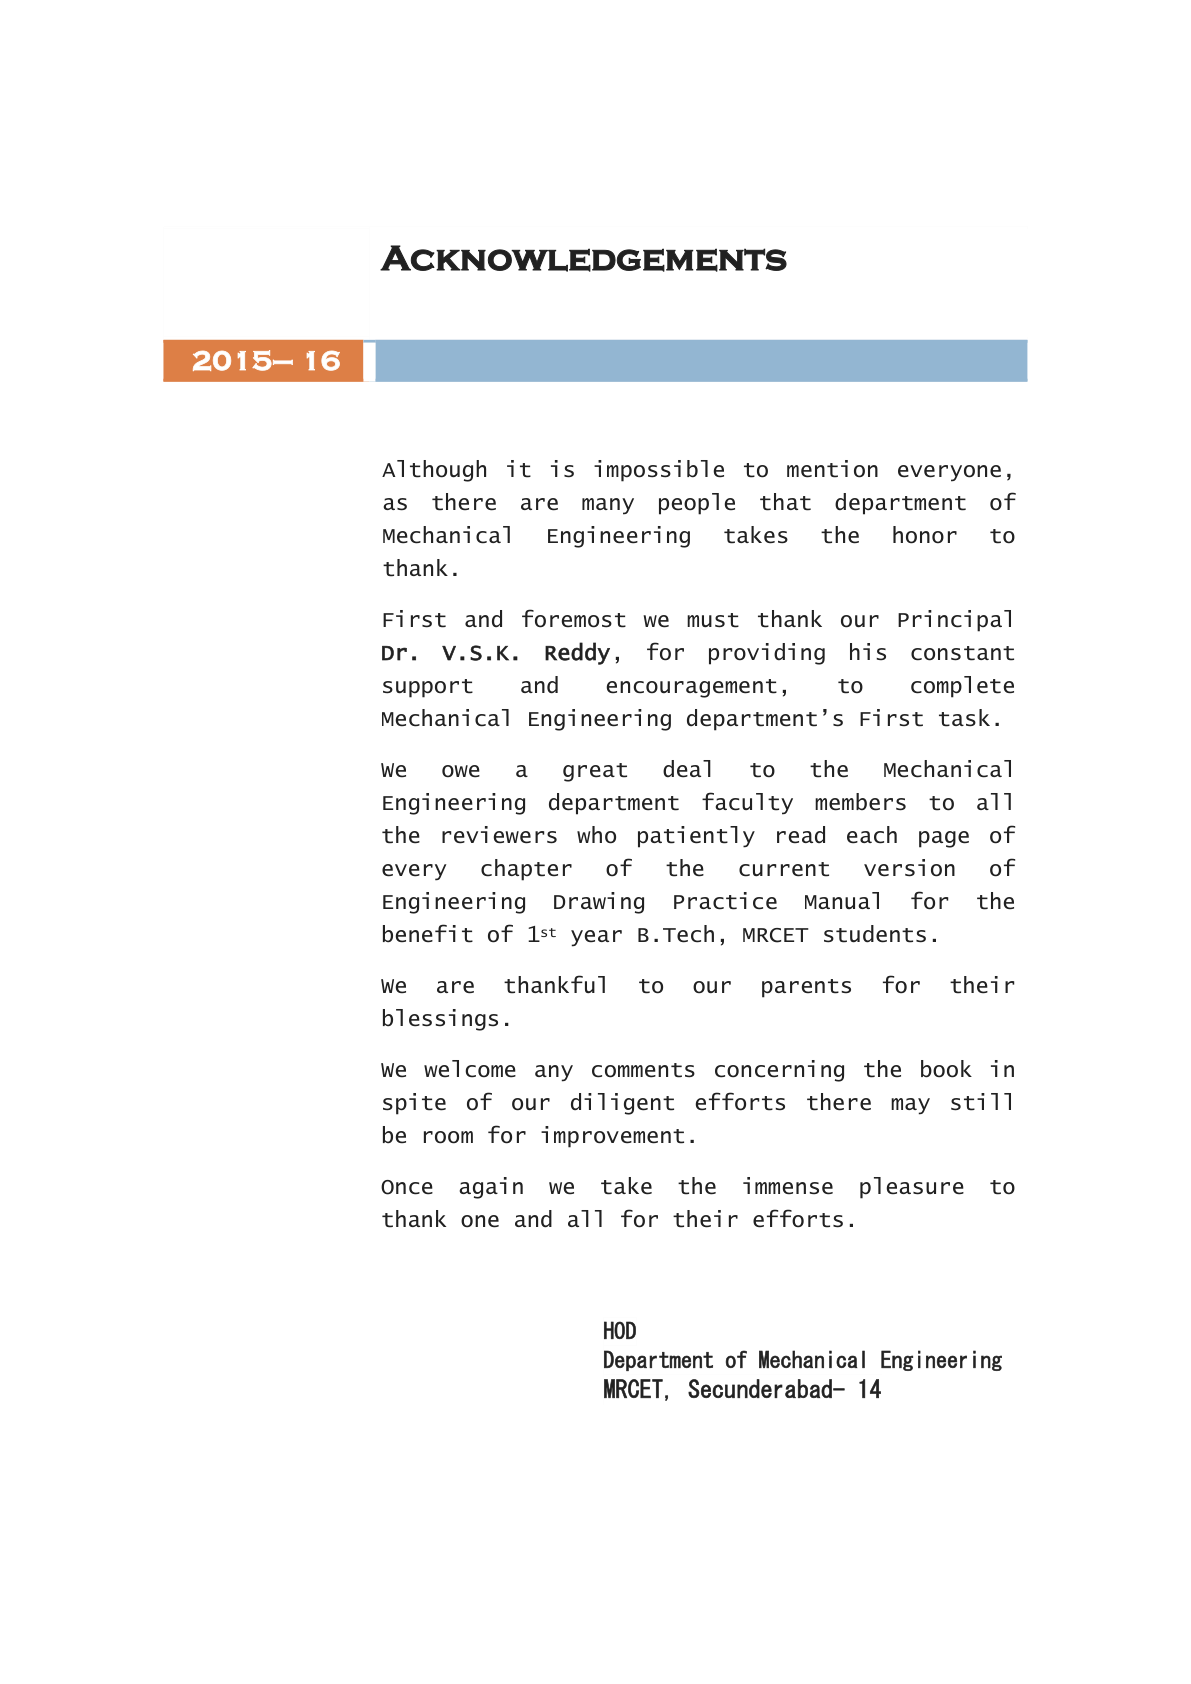 Acknowledgements
2015– 16
Although it is impossible to mention everyone,
as there are many people that department of
Mechanical Engineering takes the honor to
thank.
First and foremost we must thank our Principal
Dr. V.S.K. Reddy, for providing his constant
support and encouragement, to complete
Mechanical Engineering department’s First task.
We owe a great deal to the Mechanical
Engineering department faculty members to all
the reviewers who patiently read each page of
every chapter of the current version of
Engineering Drawing Practice Manual for the
benefit of 1st year B.Tech, MRCET students.
We are thankful to our parents for their
blessings.
We welcome any comments concerning the book in
spite of our diligent efforts there may still
be room for improvement.
Once again we take the immense pleasure to
thank one and all for their efforts.
HOD
Department of Mechanical Engineering
MRCET, Secunderabad– 14